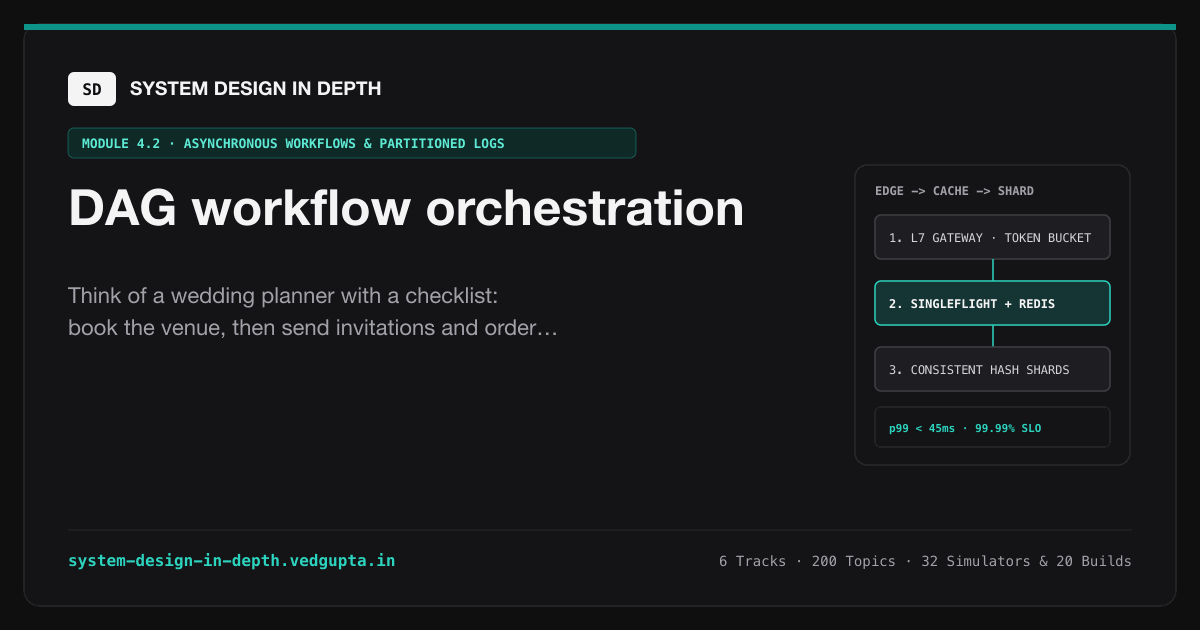 SD SYSTEM DESIGN IN DEPTH
MODULE 4.2 · ASYNCHRONOUS WORKFLOWS & PARTITIONED LOGS
DAG workflow orchestration
Think of a wedding planner with a checklist:
book the venue, then send invitations and order…
EDGE —> CACHE —> SHARD
1. L7 GATEWAY · TOKEN BUCKET
2. SINGLEFLIGHT + REDIS
3. CONSISTENT HASH SHARDS
p99 < 45ms · 99.99% SLO
system-design-in-depth.vedgupta.in
6 Tracks · 200 Topics · 32 Simulators & 20 Builds